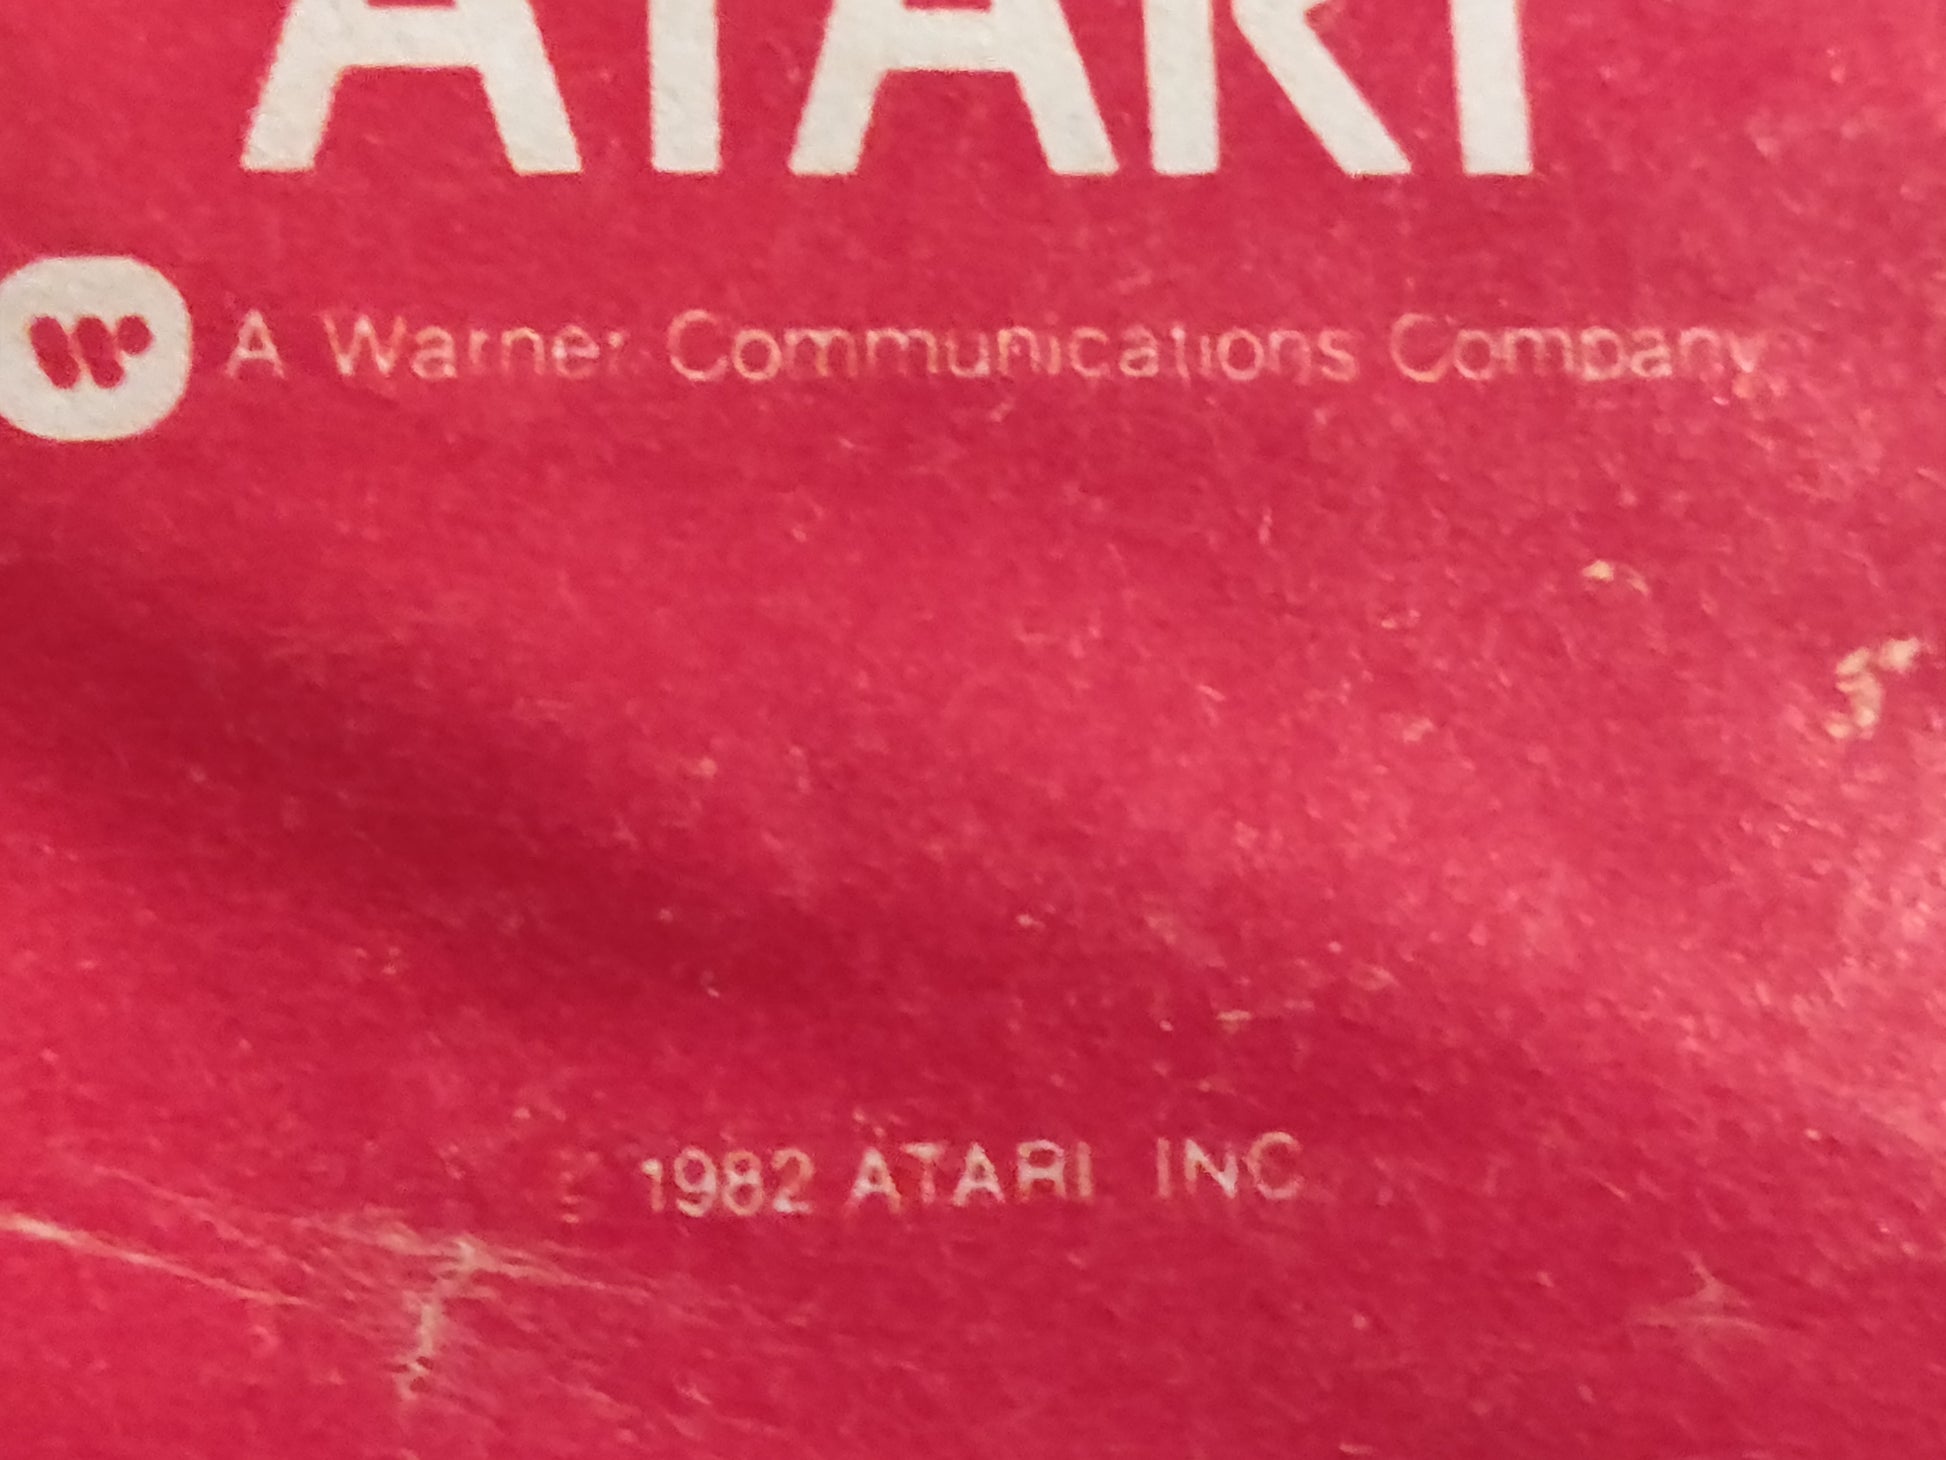 ATARI
A Warner Communications Company
1982 ATARI INC